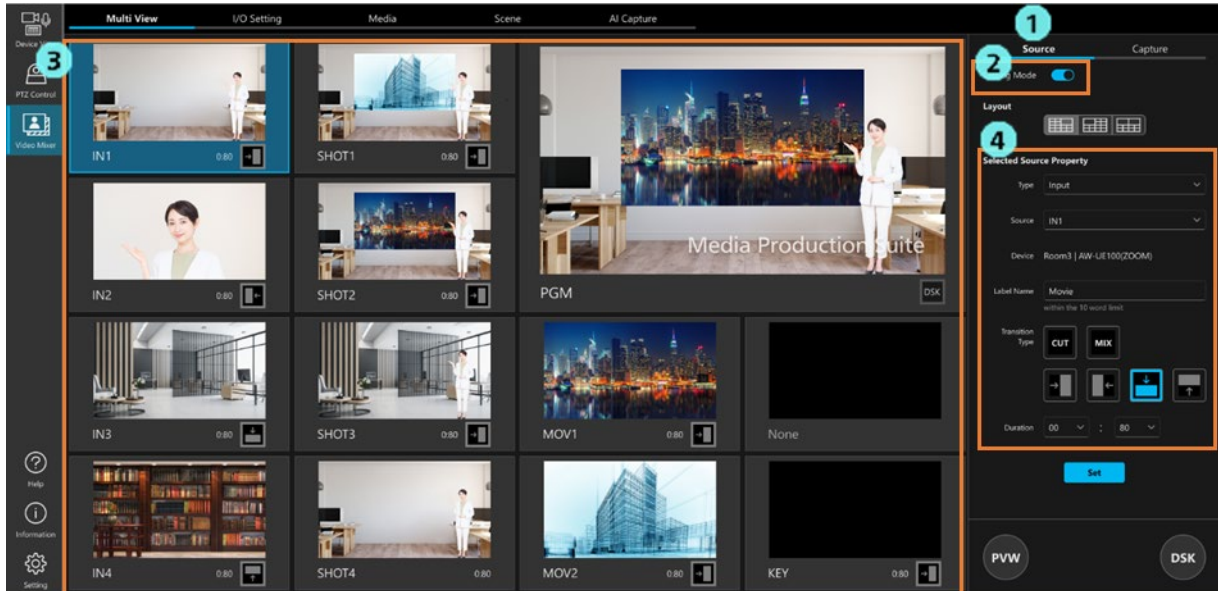 Multi View I/O Setting Media Scene AI Capture
1
Source Capture
3
2
Mode
PTZ Control
Video Mixer
Layout
4
Selected Source Property
Type Input
Source IN1
Device Room3 | AW-UE100(ZOOM)
Label Name Movie
within the 10 word limit
Transition
Type
CUT MIX
Duration 00 : 80
Set
PVW DSK
IN1 0:80
SHOT1 0:80
Media Production Suite
IN2 0:80
SHOT2 0:80
PGM DSK
IN3 0:80
SHOT3 0:80
MOV1 0:80
None
IN4 0:80
SHOT4 0:80
MOV2 0:80
KEY 0:80
Help
Information
Setting